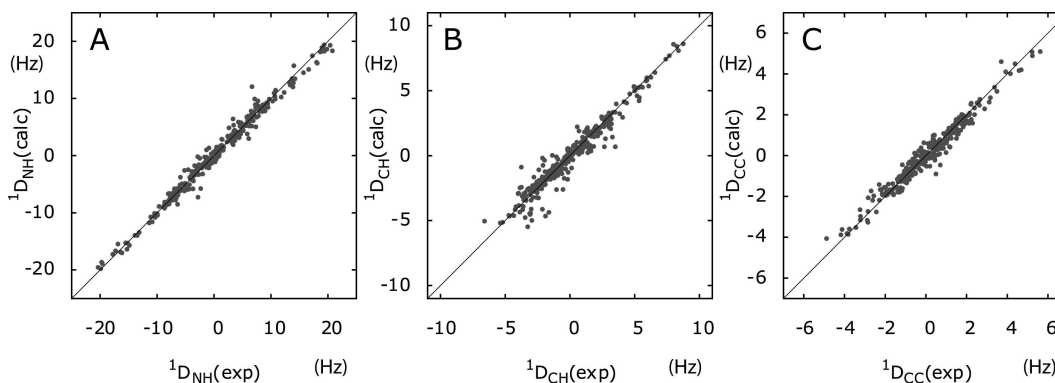 A
20
(Hz)
10
0
-10
-20
¹D_NH(calc)
-20 -10 0 10 20
¹D_NH(exp) (Hz)
B
10
(Hz)
5
0
-5
-10
¹D_CH(calc)
-10 -5 0 5 10
¹D_CH(exp) (Hz)
C
6
(Hz)
4
2
0
-2
-4
-6
¹D_CC(calc)
-6 -4 -2 0 2 4 6
¹D_CC(exp) (Hz)